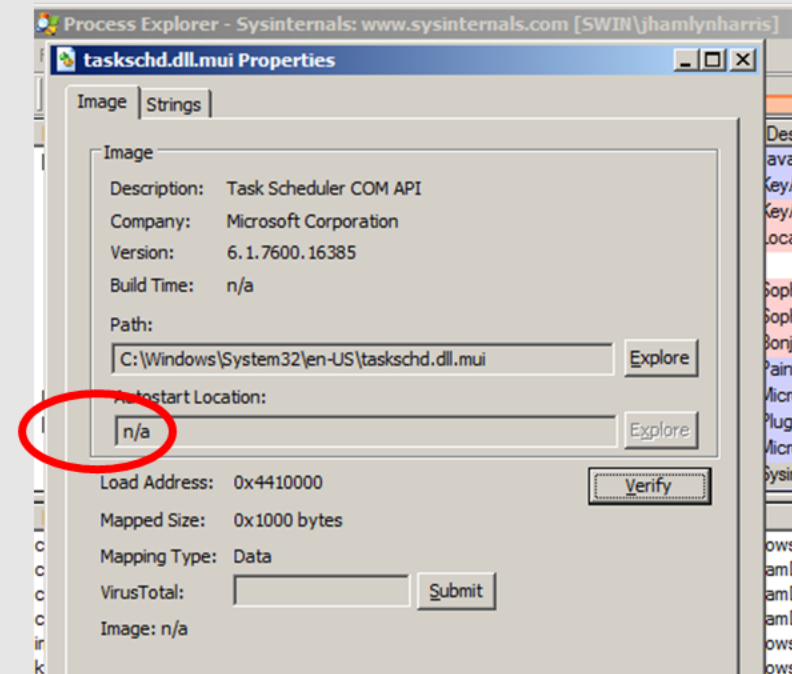 Process Explorer - Sysinternals: www.sysinternals.com [SWIN\jhamlynharris]
taskschd.dll.mui Properties
Image Strings
Image
Description: Task Scheduler COM API
Company: Microsoft Corporation
Version: 6.1.7600.16385
Build Time: n/a
Path:
C:\Windows\System32\en-US\taskschd.dll.mui Explore
Autostart Location:
n/a Explore
Load Address: 0x4410000 Verify
Mapped Size: 0x1000 bytes
Mapping Type: Data
VirusTotal: Submit
Image: n/a